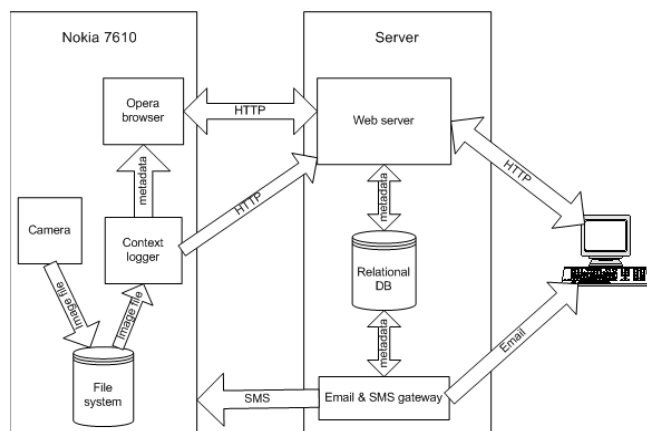 Nokia 7610
Server
Opera
browser
HTTP
Web server
metadata
metadata
HTTP
HTTP
Camera
Context
logger
Relational
DB
Image file
Image file
metadata
Email
File
system
SMS
Email & SMS gateway